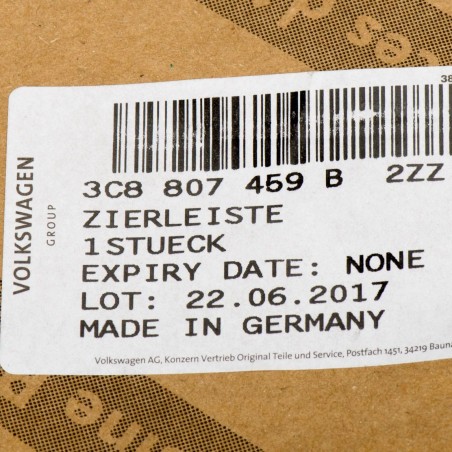 38
VOLKSWAGEN
GROUP
3C8 807 459 B 2ZZ
ZIERLEISTE
1STUECK
EXPIRY DATE: NONE
LOT: 22.06.2017
MADE IN GERMANY
Volkswagen AG, Konzern Vertrieb Original Teile und Service, Postfach 1451, 34219 Bauna